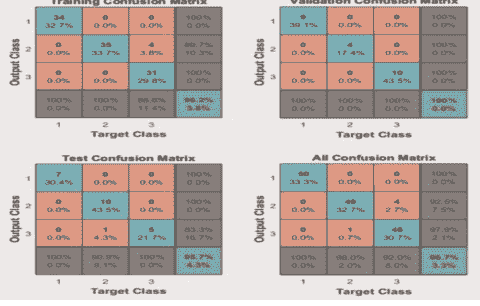 Training Confusion Matrix
1 34 0 0 100%
32.7% 0.0% 0.0% 0.0%
2 0 35 4 89.7%
0.0% 33.7% 3.8% 10.3%
3 0 0 31 100%
0.0% 0.0% 29.8% 0.0%
100% 100% 88.6% 96.2%
0.0% 0.0% 11.4% 3.8%
1 2 3
Target Class
Output Class
Validation Confusion Matrix
1 9 0 0 100%
39.1% 0.0% 0.0% 0.0%
2 0 4 0 100%
0.0% 17.4% 0.0% 0.0%
3 0 0 10 100%
0.0% 0.0% 43.5% 0.0%
100% 100% 100% 100%
0.0% 0.0% 0.0% 0.0%
1 2 3
Target Class
Output Class
Test Confusion Matrix
1 7 0 0 100%
30.4% 0.0% 0.0% 0.0%
2 0 10 0 100%
0.0% 43.5% 0.0% 0.0%
3 0 1 5 83.3%
0.0% 4.3% 21.7% 16.7%
100% 90.9% 100% 95.7%
0.0% 9.1% 0.0% 4.3%
1 2 3
Target Class
Output Class
All Confusion Matrix
1 50 0 0 100%
33.3% 0.0% 0.0% 0.0%
2 0 49 4 92.5%
0.0% 32.7% 2.7% 7.5%
3 0 1 46 97.9%
0.0% 0.7% 30.7% 2.1%
100% 98.0% 92.0% 96.7%
0.0% 2.0% 8.0% 3.3%
1 2 3
Target Class
Output Class